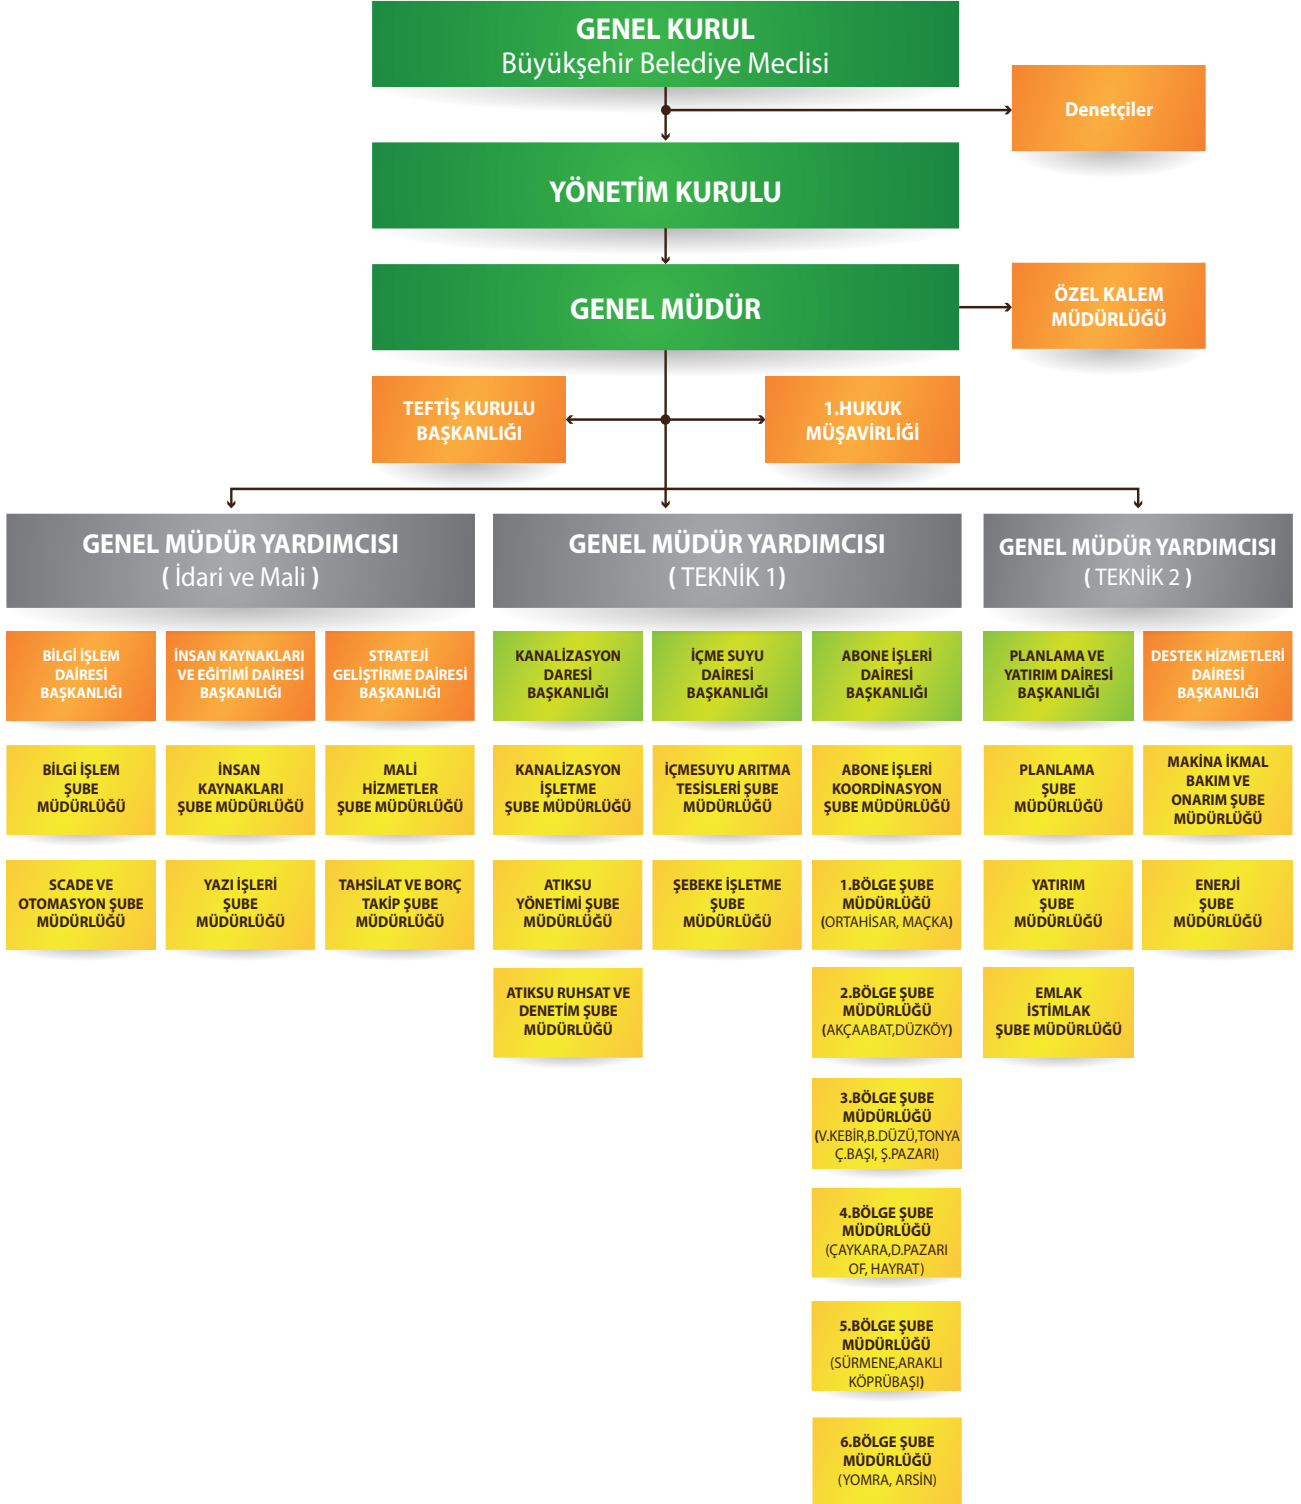 GENEL KURUL
Büyükşehir Belediye Meclisi
Denetçiler
YÖNETİM KURULU
GENEL MÜDÜR
ÖZEL KALEM
MÜDÜRLÜĞÜ
TEFTİŞ KURULU
BAŞKANLIĞI
1.HUKUK
MÜŞAVİRLİĞİ
GENEL MÜDÜR YARDIMCISI
( İdari ve Mali )
GENEL MÜDÜR YARDIMCISI
( TEKNİK 1)
GENEL MÜDÜR YARDIMCISI
( TEKNİK 2 )
BİLGİ İŞLEM
DAİRESİ
BAŞKANLIĞI
İNSAN KAYNAKLARI
VE EĞİTİMİ DAİRESİ
BAŞKANLIĞI
STRATEJİ
GELİŞTİRME DAİRESİ
BAŞKANLIĞI
KANALİZASYON
DARESİ
BAŞKANLIĞI
İÇME SUYU
DAİRESİ
BAŞKANLIĞI
ABONE İŞLERİ
DAİRESİ
BAŞKANLIĞI
PLANLAMA VE
YATIRIM DAİRESİ
BAŞKANLIĞI
DESTEK HİZMETLERİ
DAİRESİ
BAŞKANLIĞI
BİLGİ İŞLEM
ŞUBE
MÜDÜRLÜĞÜ
İNSAN
KAYNAKLARI
ŞUBE MÜDÜRLÜĞÜ
MALİ
HİZMETLER
ŞUBE MÜDÜRLÜĞÜ
KANALİZASYON
İŞLETME
ŞUBE MÜDÜRLÜĞÜ
İÇMESUYU ARITMA
TESİSLERİ ŞUBE
MÜDÜRLÜĞÜ
ABONE İŞLERİ
KOORDİNASYON
ŞUBE MÜDÜRLÜĞÜ
PLANLAMA
ŞUBE
MÜDÜRLÜĞÜ
MAKİNA İKMAL
BAKIM VE
ONARIM ŞUBE
MÜDÜRLÜĞÜ
SCADE VE
OTOMASYON ŞUBE
MÜDÜRLÜĞÜ
YAZI İŞLERİ
ŞUBE
MÜDÜRLÜĞÜ
TAHSİLAT VE BORÇ
TAKİP ŞUBE
MÜDÜRLÜĞÜ
ATIKSU
YÖNETİMİ ŞUBE
MÜDÜRLÜĞÜ
ŞEBEKE İŞLETME
ŞUBE
MÜDÜRLÜĞÜ
1.BÖLGE ŞUBE
MÜDÜRLÜĞÜ
(ORTAHİSAR, MAÇKA)
YATIRIM
ŞUBE
MÜDÜRLÜĞÜ
ENERJİ
ŞUBE
MÜDÜRLÜĞÜ
ATIKSU RUHSAT VE
DENETİM ŞUBE
MÜDÜRLÜĞÜ
2.BÖLGE ŞUBE
MÜDÜRLÜĞÜ
(AKÇAABAT,DÜZKÖY)
EMLAK
İSTİMLAK
ŞUBE MÜDÜRLÜĞÜ
3.BÖLGE ŞUBE
MÜDÜRLÜĞÜ
(V.KEBİR,B.DÜZÜ,TONYA
Ç.BAŞI, Ş.PAZARI)
4.BÖLGE ŞUBE
MÜDÜRLÜĞÜ
(ÇAYKARA,D.PAZARI
OF, HAYRAT)
5.BÖLGE ŞUBE
MÜDÜRLÜĞÜ
(SÜRMENE,ARAKLI
KÖPRÜBAŞI)
6.BÖLGE ŞUBE
MÜDÜRLÜĞÜ
(YOMRA, ARSİN)